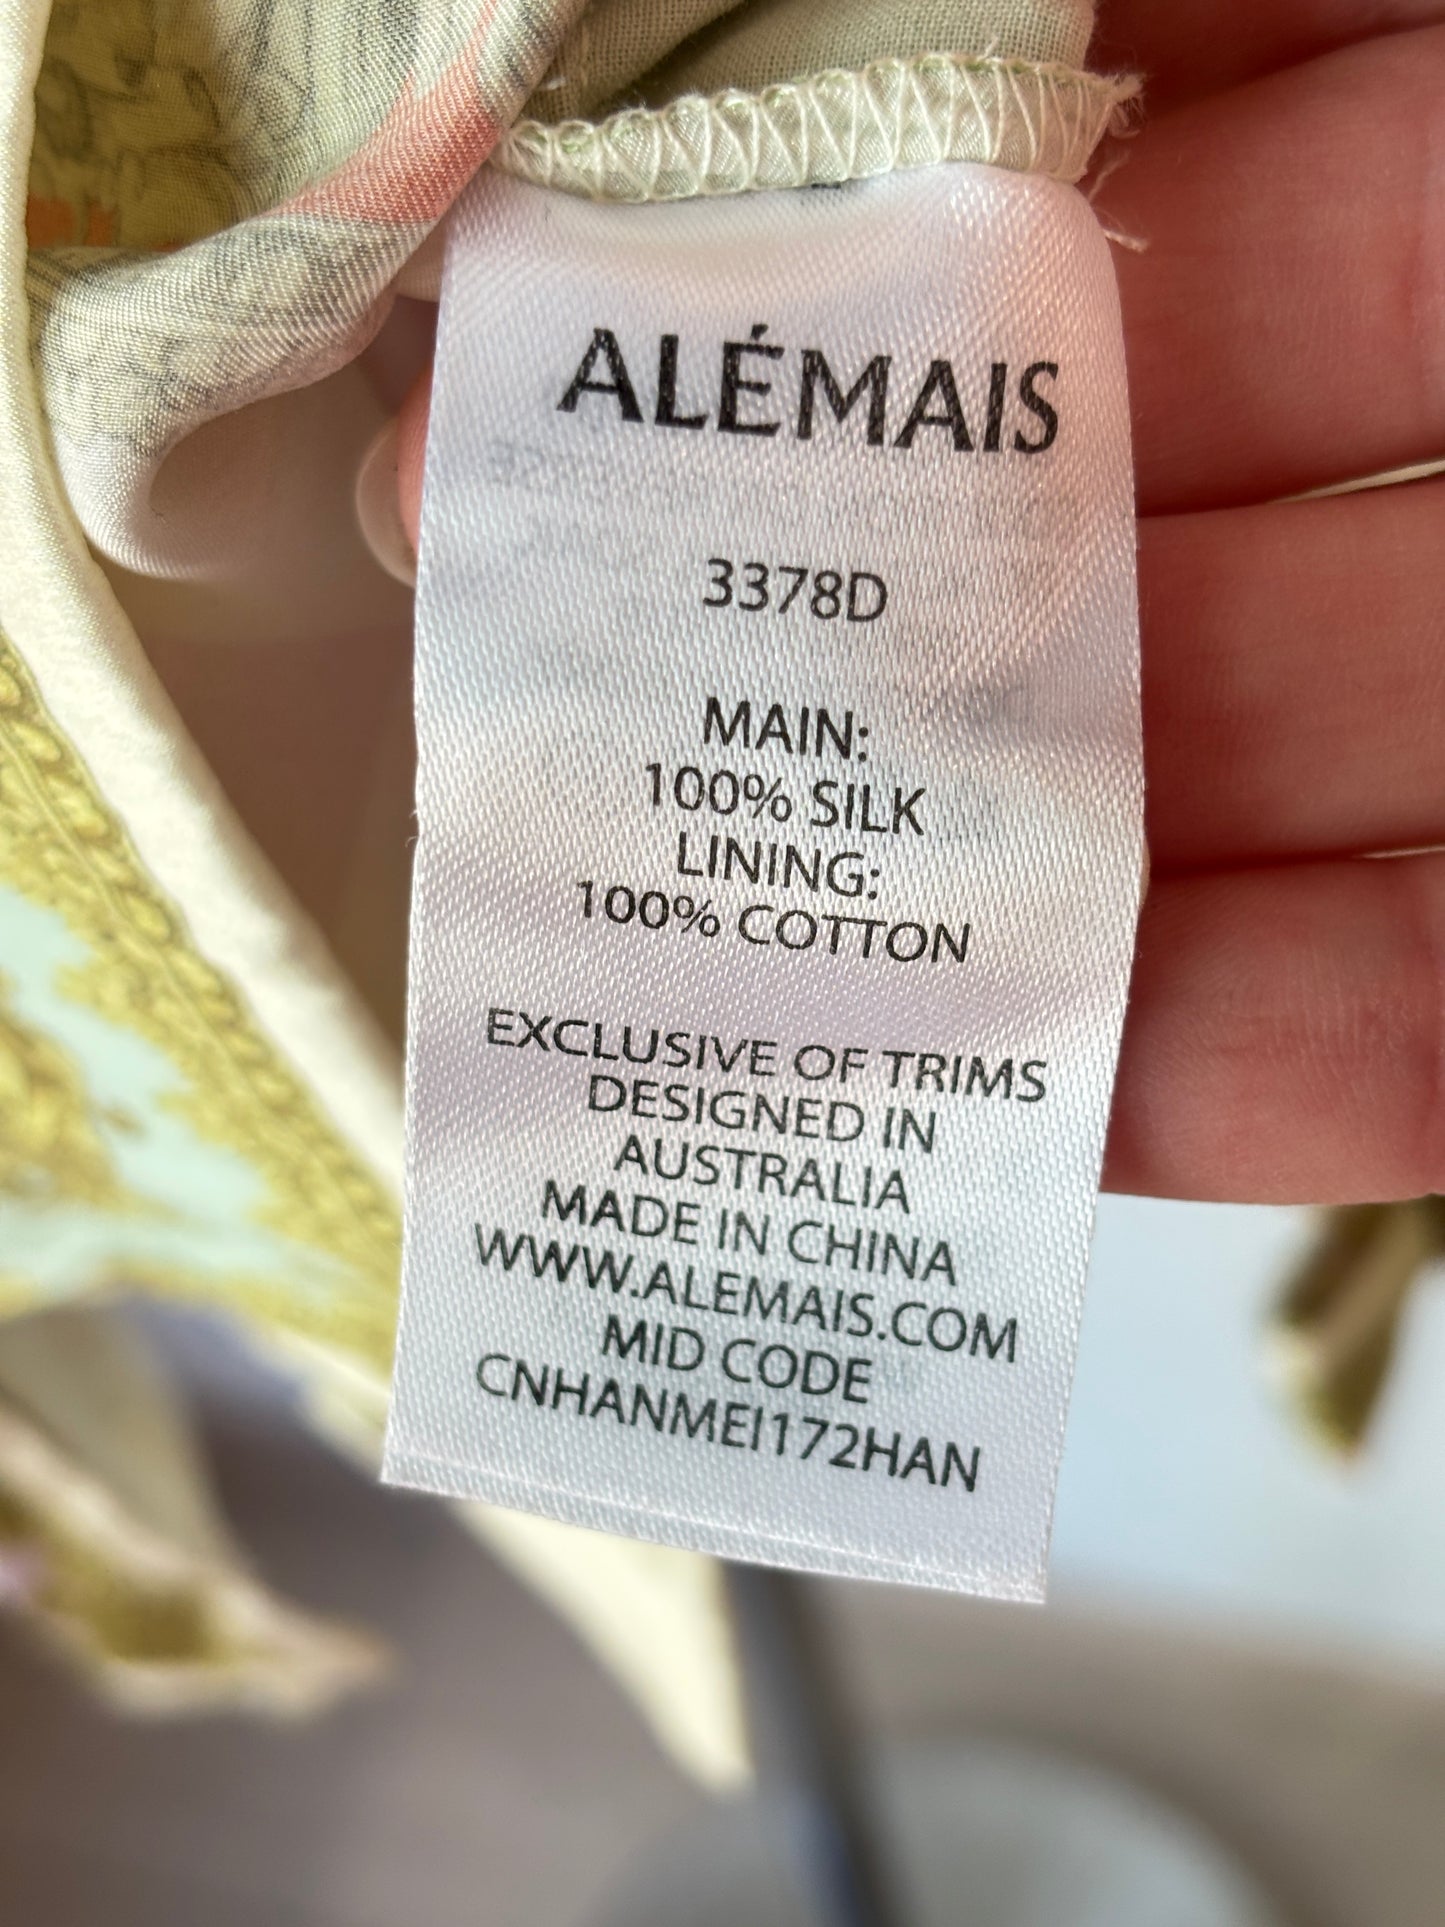 ALÉMAIS
3378D
MAIN:
100% SILK
LINING:
100% COTTON
EXCLUSIVE OF TRIMS
DESIGNED IN
AUSTRALIA
MADE IN CHINA
WWW.ALEMAIS.COM
MID CODE
CNHANMEI172HAN